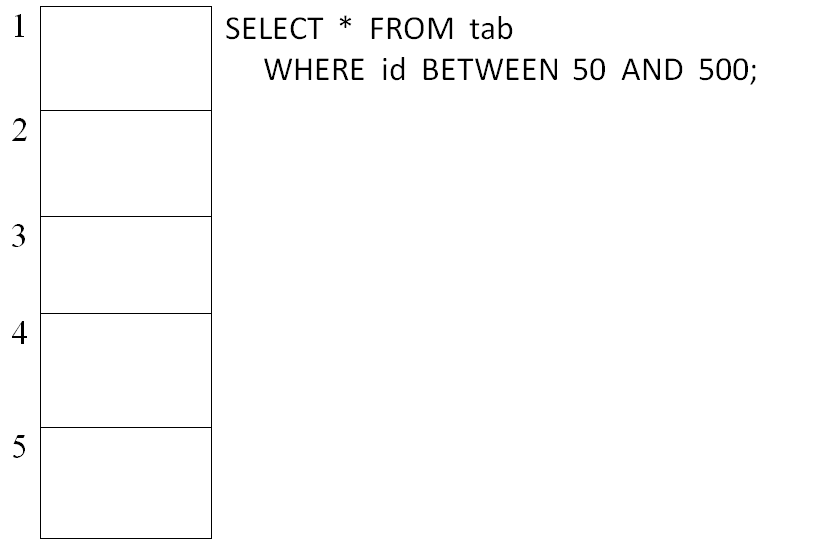 1
SELECT * FROM tab
WHERE id BETWEEN 50 AND 500;
2
3
4
5